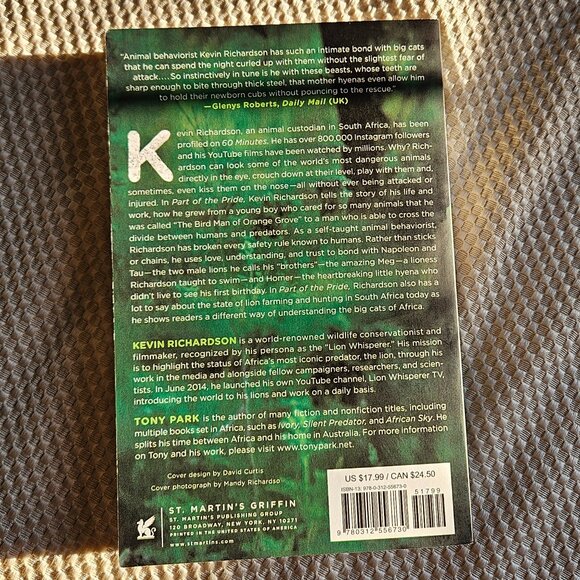 “Animal behaviorist Kevin Richardson has such an intimate bond with big cats
that he can spend the night curled up with them without the slightest fear of
attack....So instinctively in tune is he with these beasts, whose teeth are
sharp enough to bite through thick steel, that mother hyenas even allow him
to hold their newborn cubs without pouncing to the rescue.”
—Glenys Roberts, Daily Mail (UK)
Kevin Richardson, an animal custodian in South Africa, has been
profiled on 60 Minutes. He has over 800,000 Instagram followers
and his YouTube films have been watched by millions. Why? Rich-
ardson can look some of the world’s most dangerous animals
directly in the eye, crouch down at their level, play with them and,
sometimes, even kiss them on the nose—all without ever being attacked or
injured. In Part of the Pride, Kevin Richardson tells the story of his life and
work, how he grew from a young boy who cared for so many animals that he
was called “The Bird Man of Orange Grove” to a man who is able to cross the
divide between humans and predators. As a self-taught animal behaviorist,
Richardson has broken every safety rule known to humans. Rather than sticks
or chains, he uses love, understanding, and trust to bond with Napoleon and
Tau—the two male lions he calls his “brothers”—the amazing Meg—a lioness
Richardson taught to swim—and Homer—the heartbreaking little hyena who
didn’t live to see his first birthday. In Part of the Pride, Richardson also has a
lot to say about the state of lion farming and hunting in South Africa today as
he shows readers a different way of understanding the big cats of Africa.
KEVIN RICHARDSON is a world-renowned wildlife conservationist and
filmmaker, recognized by his persona as the “Lion Whisperer.” His mission
is to highlight the status of Africa’s most iconic predator, the lion, through his
work in the media and alongside fellow campaigners, researchers, and scien-
tists. In June 2014, he launched his own YouTube channel, Lion Whisperer TV,
introducing the world to his lions and work on a daily basis.
TONY PARK is the author of many fiction and nonfiction titles, including
multiple books set in Africa, such as Ivory, Silent Predator, and African Sky. He
splits his time between Africa and his home in Australia. For more information
on Tony and his work, please visit www.tonypark.net.
Cover design by David Curtis
Cover photograph by Mandy Richardso
US $17.99 / CAN $24.50
ISBN-13: 978-0-312-55673-0
51799
9 780312 556730
ST. MARTIN’S GRIFFIN
ST. MARTIN’S PUBLISHING GROUP
120 BROADWAY, NEW YORK, NY 10271
PRINTED IN THE UNITED STATES OF AMERICA
www.stmartins.com